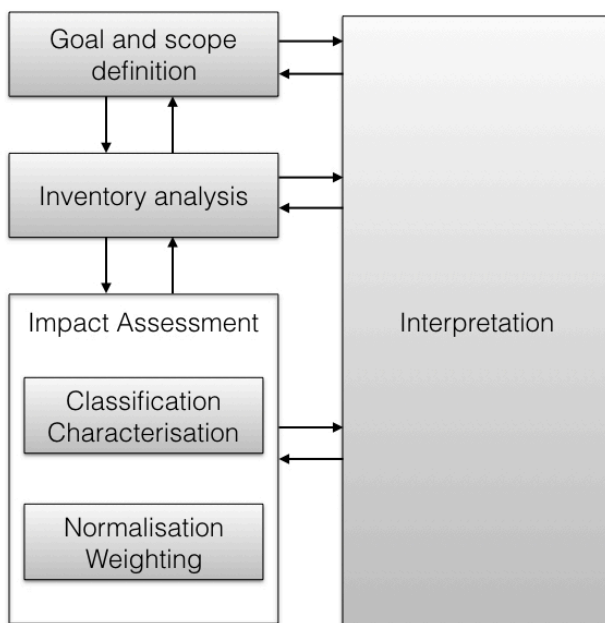 Goal and scope
definition
Inventory analysis
Impact Assessment
Classification
Characterisation
Normalisation
Weighting
Interpretation